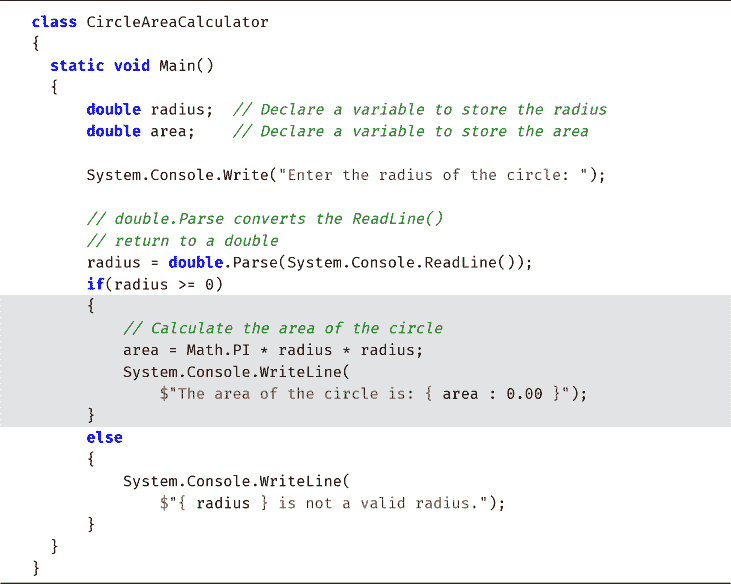 class CircleAreaCalculator
{
  static void Main()
  {
      double radius;  // Declare a variable to store the radius
      double area;    // Declare a variable to store the area

      System.Console.Write("Enter the radius of the circle: ");

      // double.Parse converts the ReadLine()
      // return to a double
      radius = double.Parse(System.Console.ReadLine());
      if(radius >= 0)
      {
          // Calculate the area of the circle
          area = Math.PI * radius * radius;
          System.Console.WriteLine(
              $"The area of the circle is: { area : 0.00 }");
      }
      else
      {
          System.Console.WriteLine(
              $"{ radius } is not a valid radius.");
      }
  }
}